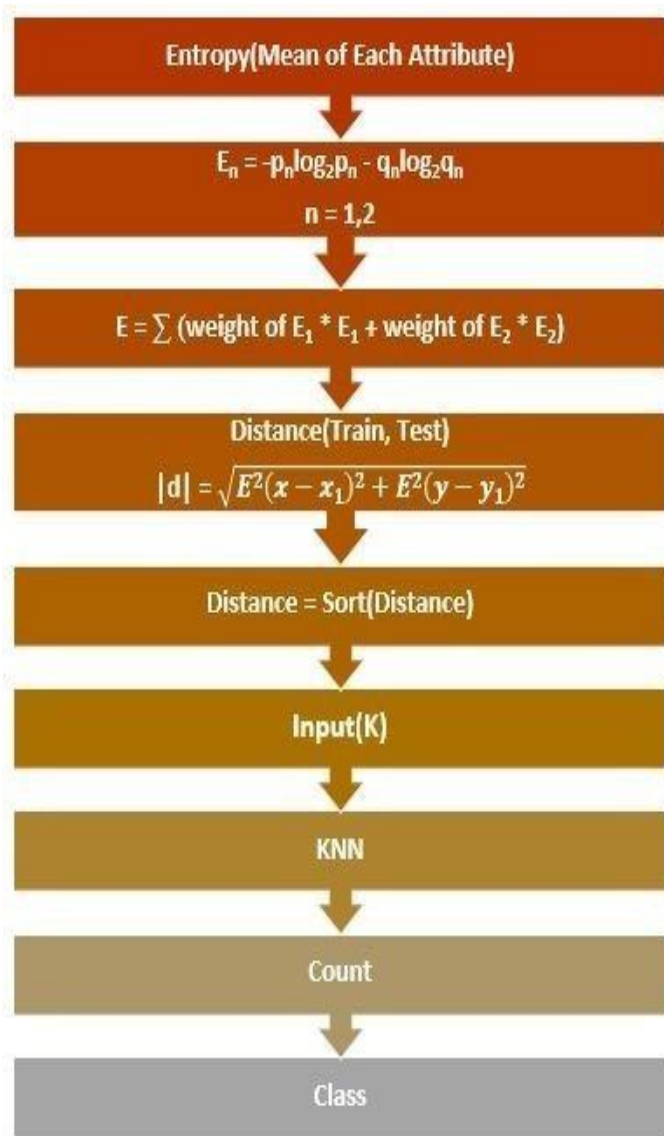 Entropy(Mean of Each Attribute)
Eₙ = -pₙlog₂pₙ - qₙlog₂qₙ
n = 1,2
E = ∑ (weight of E₁ * E₁ + weight of E₂ * E₂)
Distance(Train, Test)
|d| = √E²(x − x₁)² + E²(y − y₁)²
Distance = Sort(Distance)
Input(K)
KNN
Count
Class